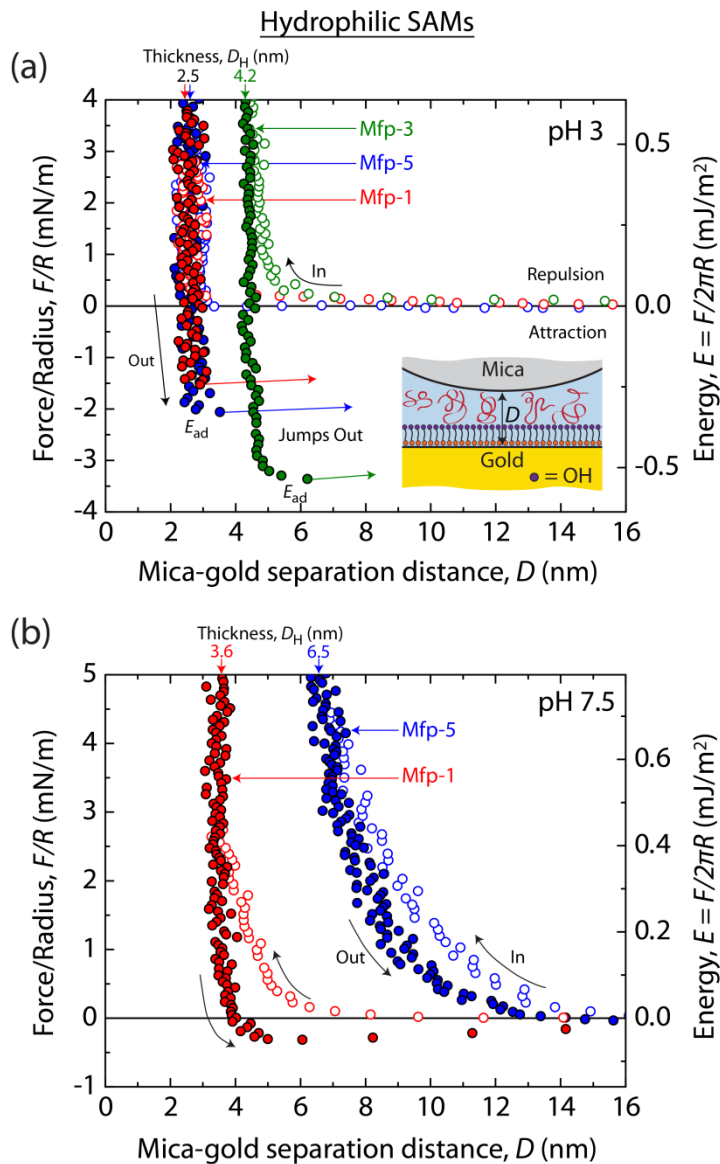 Hydrophilic SAMs
(a)
Thickness, D_H (nm)
2.5
4.2
pH 3
Mfp-3
Mfp-5
Mfp-1
In
Repulsion
Attraction
Out
E_ad
Jumps Out
E_ad
Mica
D
Gold
= OH
Force/Radius, F/R (mN/m)
4
3
2
1
0
-1
-2
-3
-4
Energy, E = F/2πR (mJ/m²)
0.5
0.0
-0.5
0 2 4 6 8 10 12 14 16
Mica-gold separation distance, D (nm)
(b)
Thickness, D_H (nm)
3.6
6.5
pH 7.5
Mfp-5
Mfp-1
Out
In
Force/Radius, F/R (mN/m)
5
4
3
2
1
0
-1
Energy, E = F/2πR (mJ/m²)
0.6
0.4
0.2
0.0
0 2 4 6 8 10 12 14 16
Mica-gold separation distance, D (nm)